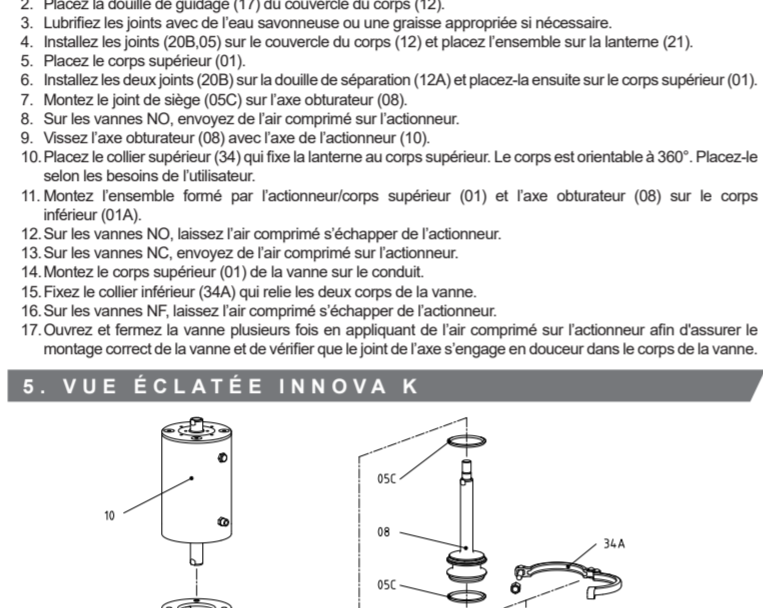 2. Placez la douille de guidage (17) du couvercle du corps (12).
3. Lubrifiez les joints avec de l'eau savonneuse ou une graisse appropriée si nécessaire.
4. Installez les joints (20B,05) sur le couvercle du corps (12) et placez l'ensemble sur la lanterne (21).
5. Placez le corps supérieur (01).
6. Installez les deux joints (20B) sur la douille de séparation (12A) et placez-la ensuite sur le corps supérieur (01).
7. Montez le joint de siège (05C) sur l'axe obturateur (08).
8. Sur les vannes NO, envoyez de l'air comprimé sur l'actionneur.
9. Vissez l'axe obturateur (08) avec l'axe de l'actionneur (10).
10. Placez le collier supérieur (34) qui fixe la lanterne au corps supérieur. Le corps est orientable à 360°. Placez-le
selon les besoins de l'utilisateur.
11. Montez l'ensemble formé par l'actionneur/corps supérieur (01) et l'axe obturateur (08) sur le corps
inférieur (01A).
12. Sur les vannes NO, laissez l'air comprimé s'échapper de l'actionneur.
13. Sur les vannes NC, envoyez de l'air comprimé sur l'actionneur.
14. Montez le corps supérieur (01) de la vanne sur le conduit.
15. Fixez le collier inférieur (34A) qui relie les deux corps de la vanne.
16. Sur les vannes NF, laissez l'air comprimé s'échapper de l'actionneur.
17. Ouvrez et fermez la vanne plusieurs fois en appliquant de l'air comprimé sur l'actionneur afin d'assurer le
montage correct de la vanne et de vérifier que le joint de l'axe s'engage en douceur dans le corps de la vanne.
5. VUE ÉCLATÉE INNOVA K
05C
10
08
34A
05C